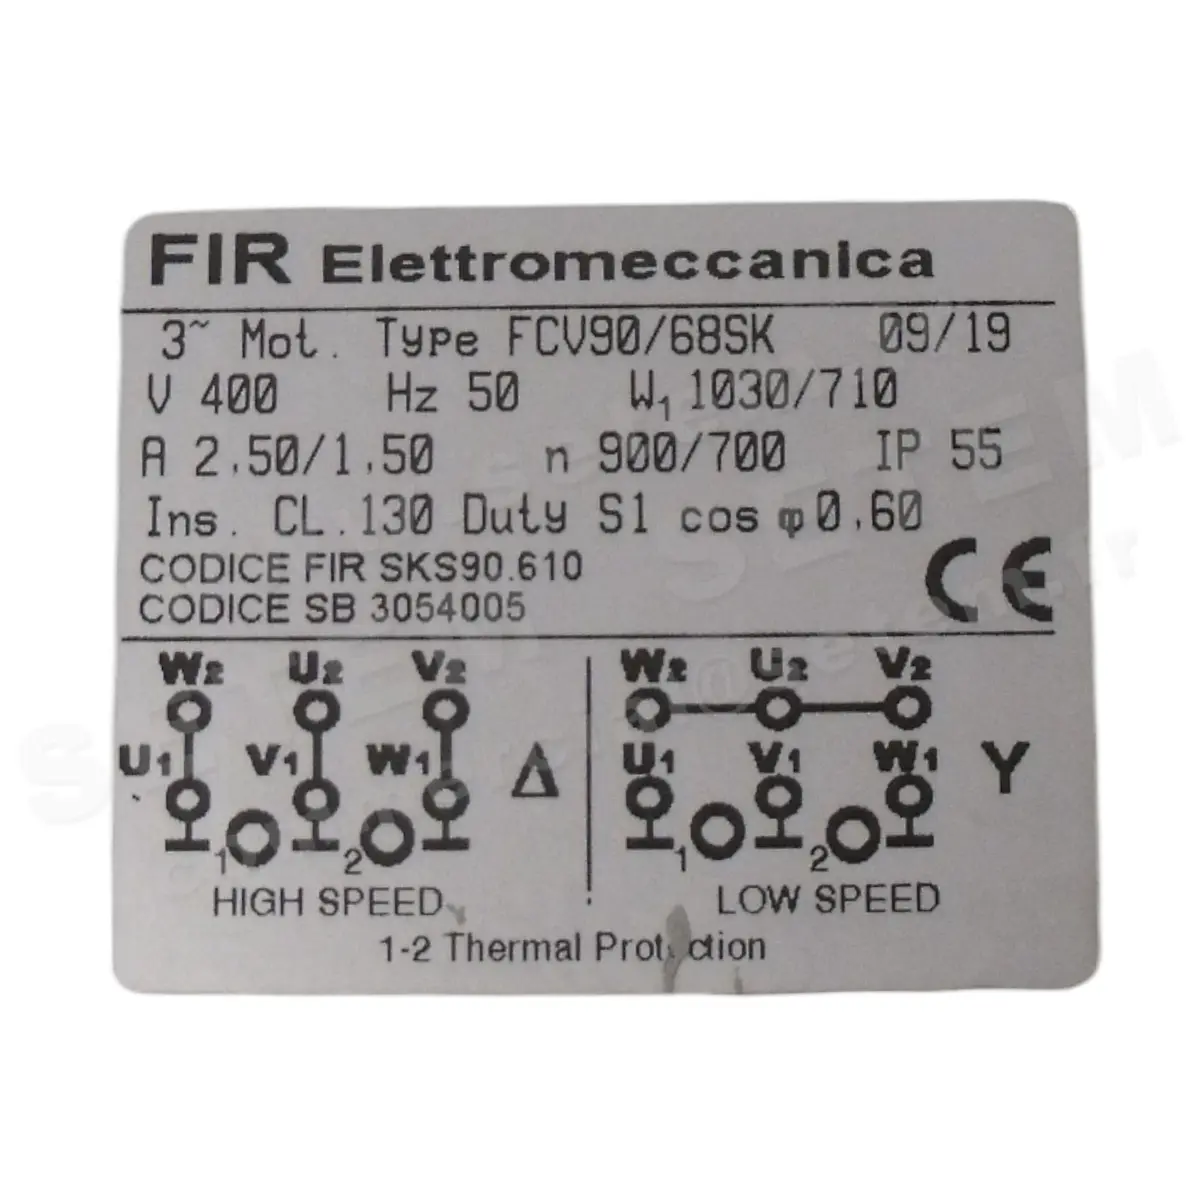 FIR Elettromeccanica
3~ Mot. Type FCV90/68SK 09/19
V 400 Hz 50 W1 1030/710
A 2.50/1.50 n 900/700 IP 55
Ins. CL.130 Duty S1 cos φ 0.60
CODICE FIR SKS90.610
CODICE SB 3054005
CE
W2 U2 V2 W2 U2 V2
U1 V1 W1 Δ U1 V1 W1 Y
1 2 1 2
HIGH SPEED LOW SPEED
1-2 Thermal Protection
SETEM